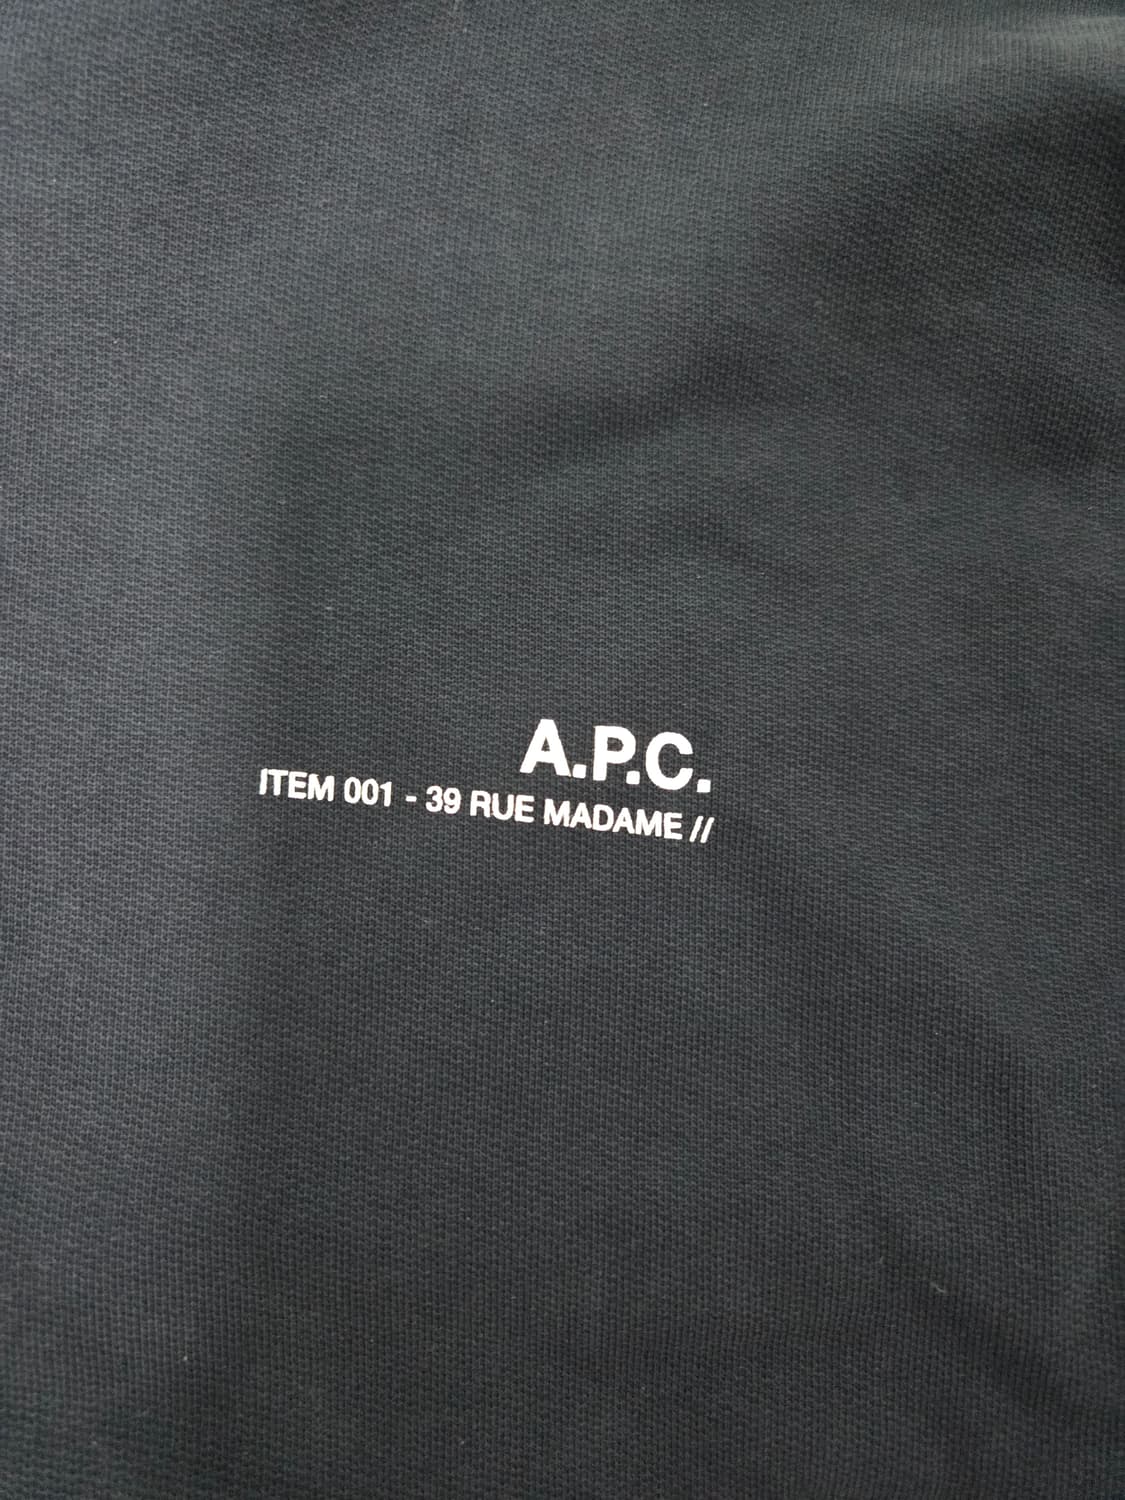 A.P.C.
ITEM 001 - 39 RUE MADAME //